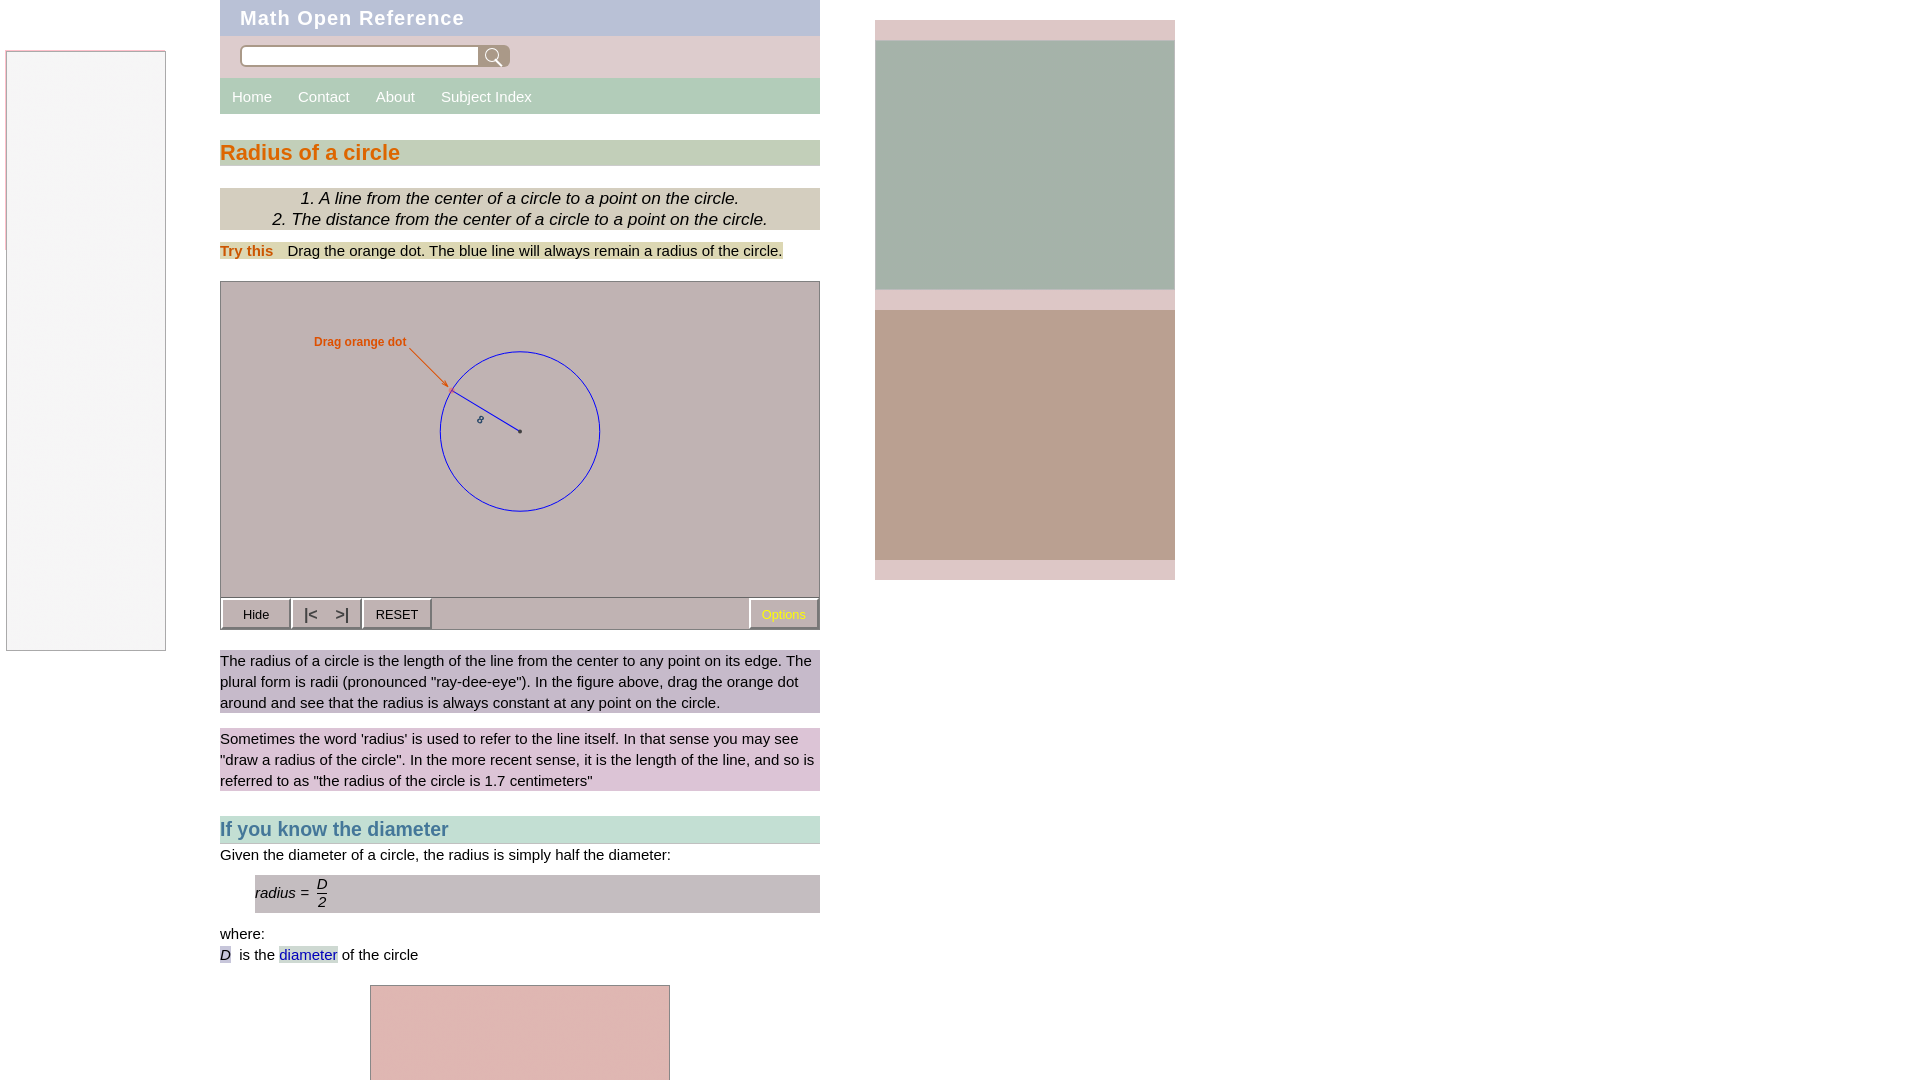 Math Open Reference
Home Contact About Subject Index
Radius of a circle
1. A line from the center of a circle to a point on the circle.
2. The distance from the center of a circle to a point on the circle.
Try this Drag the orange dot. The blue line will always remain a radius of the circle.
Drag orange dot
8
Hide |< >| RESET Options
The radius of a circle is the length of the line from the center to any point on its edge. The
plural form is radii (pronounced "ray-dee-eye"). In the figure above, drag the orange dot
around and see that the radius is always constant at any point on the circle.
Sometimes the word 'radius' is used to refer to the line itself. In that sense you may see
"draw a radius of the circle". In the more recent sense, it is the length of the line, and so is
referred to as "the radius of the circle is 1.7 centimeters"
If you know the diameter
Given the diameter of a circle, the radius is simply half the diameter:
radius = D
2
where:
D is the diameter of the circle